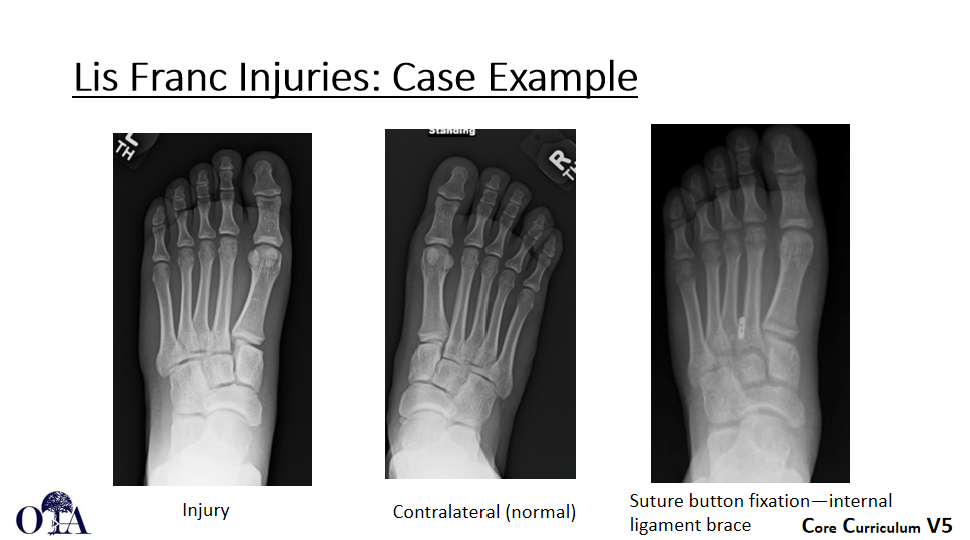 Lis Franc Injuries: Case Example
L
TH
Standing
R
Injury
Contralateral (normal)
Suture button fixation—internal
ligament brace
OTA
Core Curriculum V5